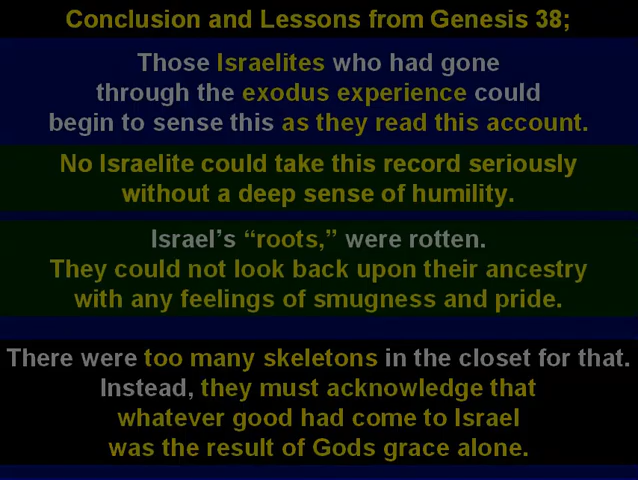 Conclusion and Lessons from Genesis 38;
Those Israelites who had gone
through the exodus experience could
begin to sense this as they read this account.
No Israelite could take this record seriously
without a deep sense of humility.
Israel’s “roots,” were rotten.
They could not look back upon their ancestry
with any feelings of smugness and pride.
There were too many skeletons in the closet for that.
Instead, they must acknowledge that
whatever good had come to Israel
was the result of Gods grace alone.